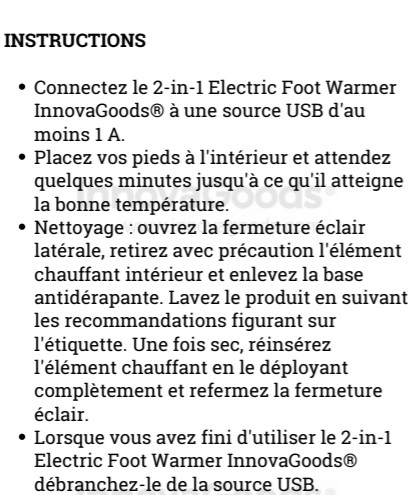 INSTRUCTIONS
• Connectez le 2-in-1 Electric Foot Warmer
InnovaGoods® à une source USB d'au
moins 1 A.
• Placez vos pieds à l'intérieur et attendez
quelques minutes jusqu'à ce qu'il atteigne
la bonne température.
• Nettoyage : ouvrez la fermeture éclair
latérale, retirez avec précaution l'élément
chauffant intérieur et enlevez la base
antidérapante. Lavez le produit en suivant
les recommandations figurant sur
l'étiquette. Une fois sec, réinsérez
l'élément chauffant en le déployant
complètement et refermez la fermeture
éclair.
• Lorsque vous avez fini d'utiliser le 2-in-1
Electric Foot Warmer InnovaGoods®
débranchez-le de la source USB.